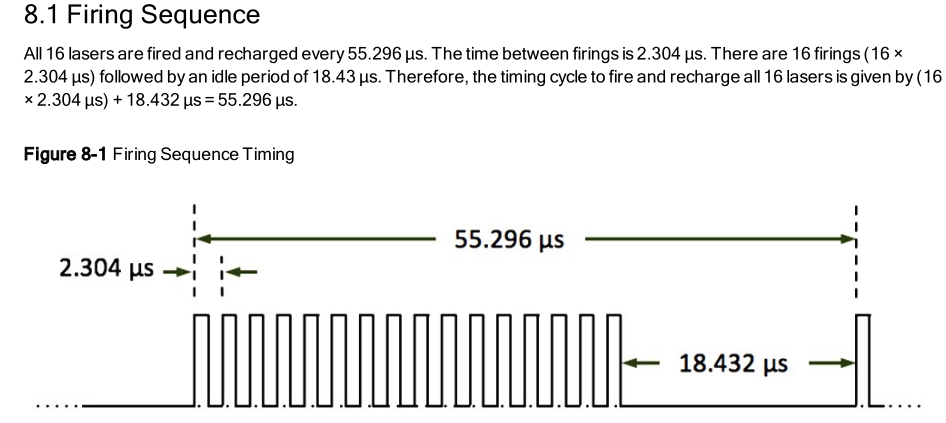 8.1 Firing Sequence
All 16 lasers are fired and recharged every 55.296 µs. The time between firings is 2.304 µs. There are 16 firings (16 ×
2.304 µs) followed by an idle period of 18.43 µs. Therefore, the timing cycle to fire and recharge all 16 lasers is given by (16
× 2.304 µs) + 18.432 µs = 55.296 µs.
Figure 8-1 Firing Sequence Timing
55.296 µs
2.304 µs
18.432 µs